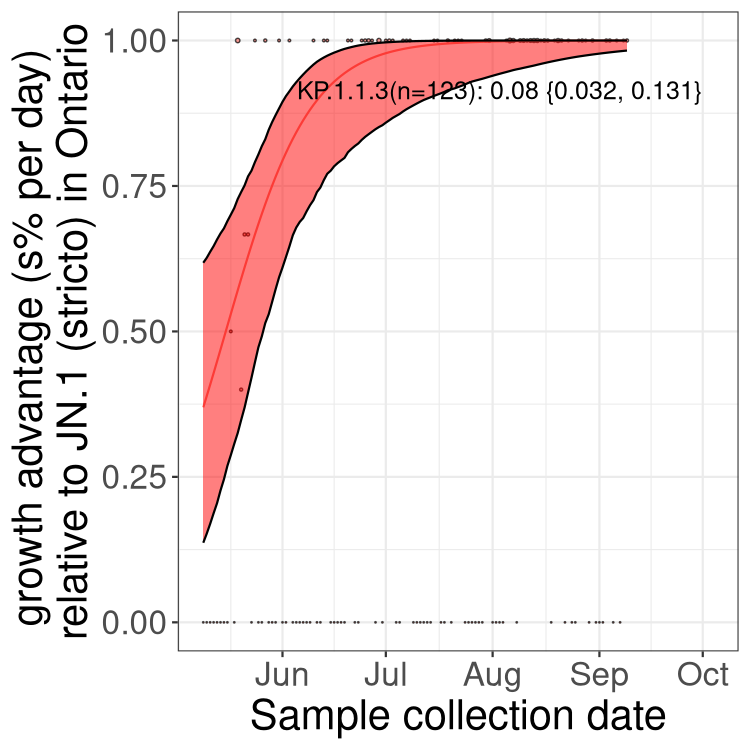 growth advantage (s% per day)
relative to JN.1 (stricto) in Ontario
1.00
0.75
0.50
0.25
0.00
KP.1.1.3(n=123): 0.08 {0.032, 0.131}
Jun Jul Aug Sep Oct
Sample collection date